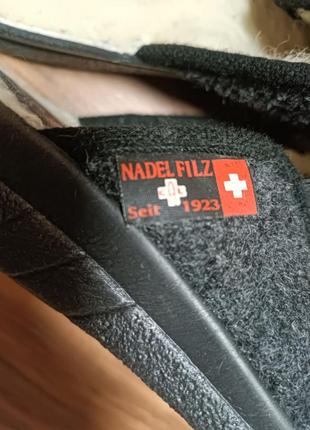 NADEL FILZ
Seit 1923